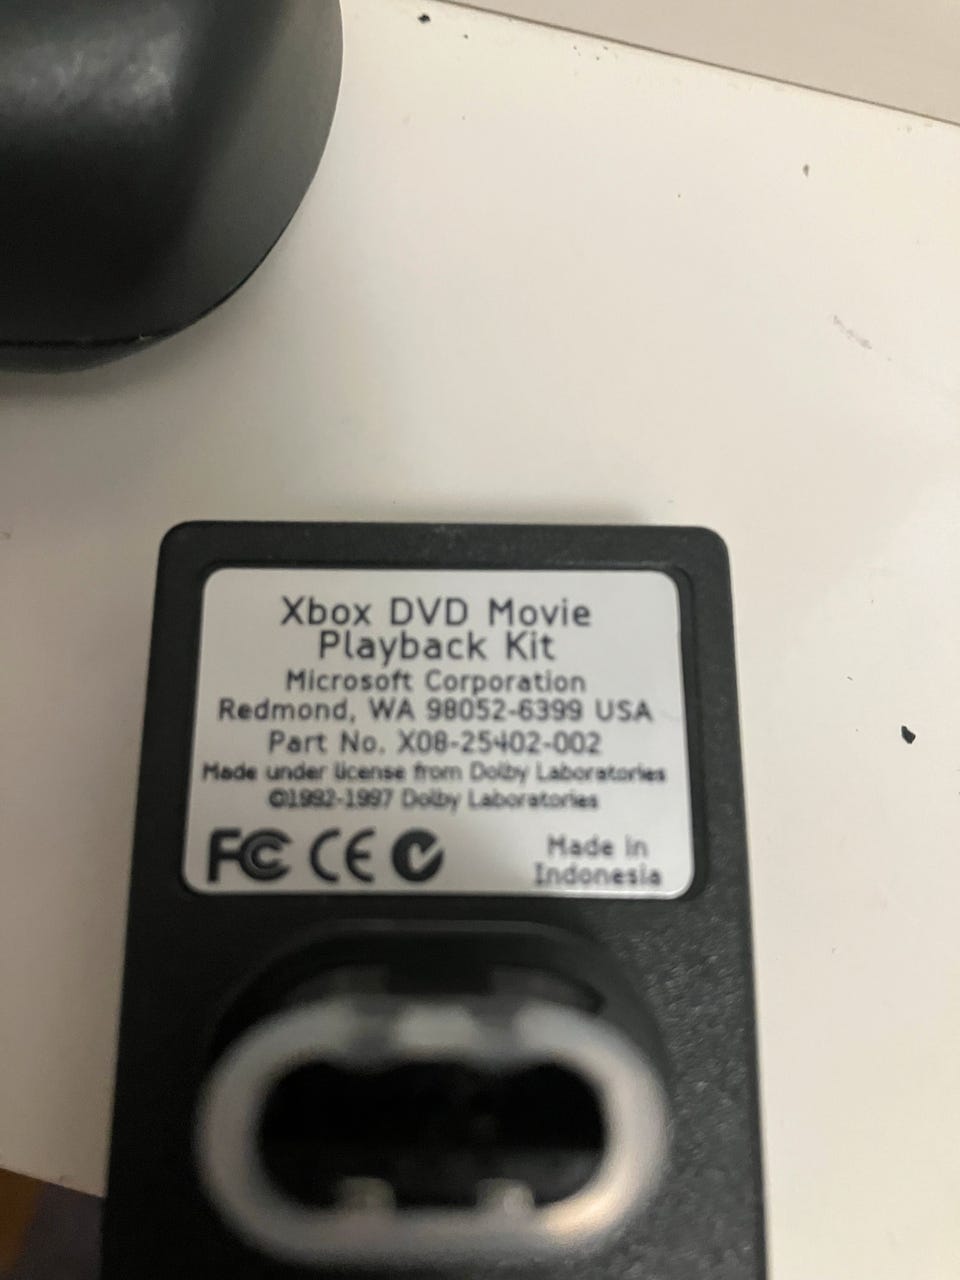 Xbox DVD Movie
Playback Kit
Microsoft Corporation
Redmond, WA 98052-6399 USA
Part No. X08-25402-002
Made under license from Dolby Laboratories
©1992-1997 Dolby Laboratories
FC CE
Made in
Indonesia